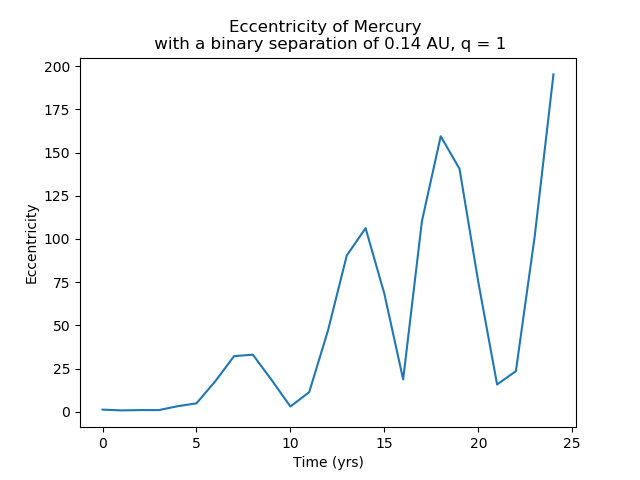 Eccentricity of Mercury
with a binary separation of 0.14 AU, q = 1
200
175
150
125
100
75
50
25
0
Eccentricity
0 5 10 15 20 25
Time (yrs)